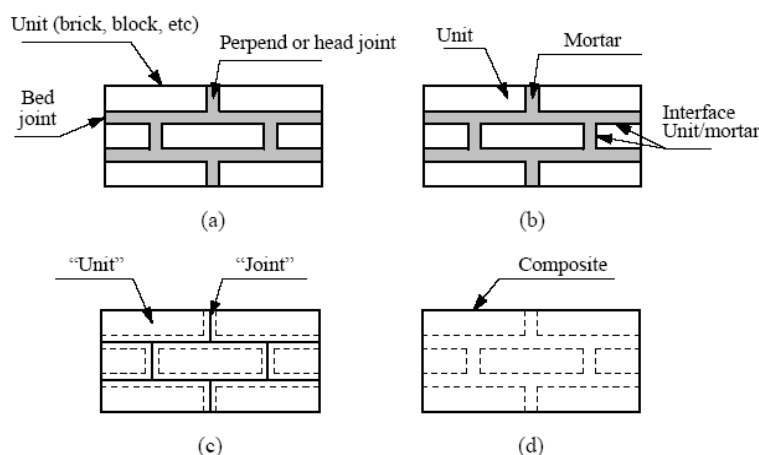 Unit (brick, block, etc)
Perpend or head joint
Bed
joint
(a)
Unit
Mortar
Interface
Unit/mortar
(b)
“Unit”
“Joint”
(c)
Composite
(d)